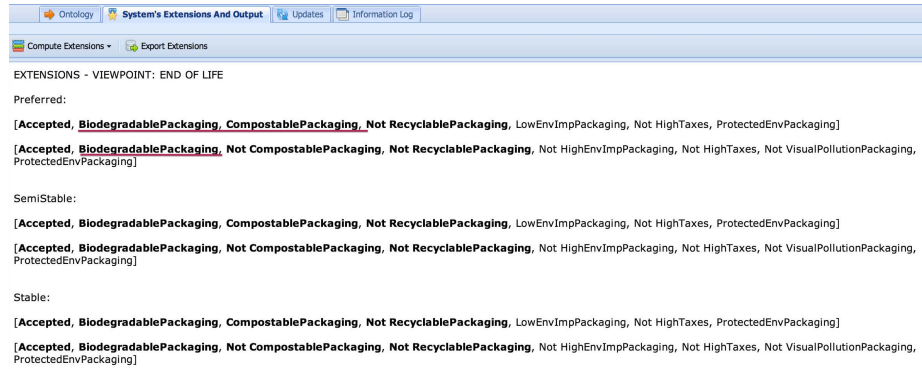 Ontology System's Extensions And Output Updates Information Log
Compute Extensions Export Extensions
EXTENSIONS - VIEWPOINT: END OF LIFE
Preferred:
[Accepted, BiodegradablePackaging, CompostablePackaging, Not RecyclablePackaging, LowEnvImpPackaging, Not HighTaxes, ProtectedEnvPackaging]
[Accepted, BiodegradablePackaging, Not CompostablePackaging, Not RecyclablePackaging, Not HighEnvImpPackaging, Not HighTaxes, Not VisualPollutionPackaging,
ProtectedEnvPackaging]
SemiStable:
[Accepted, BiodegradablePackaging, CompostablePackaging, Not RecyclablePackaging, LowEnvImpPackaging, Not HighTaxes, ProtectedEnvPackaging]
[Accepted, BiodegradablePackaging, Not CompostablePackaging, Not RecyclablePackaging, Not HighEnvImpPackaging, Not HighTaxes, Not VisualPollutionPackaging,
ProtectedEnvPackaging]
Stable:
[Accepted, BiodegradablePackaging, CompostablePackaging, Not RecyclablePackaging, LowEnvImpPackaging, Not HighTaxes, ProtectedEnvPackaging]
[Accepted, BiodegradablePackaging, Not CompostablePackaging, Not RecyclablePackaging, Not HighEnvImpPackaging, Not HighTaxes, Not VisualPollutionPackaging,
ProtectedEnvPackaging]